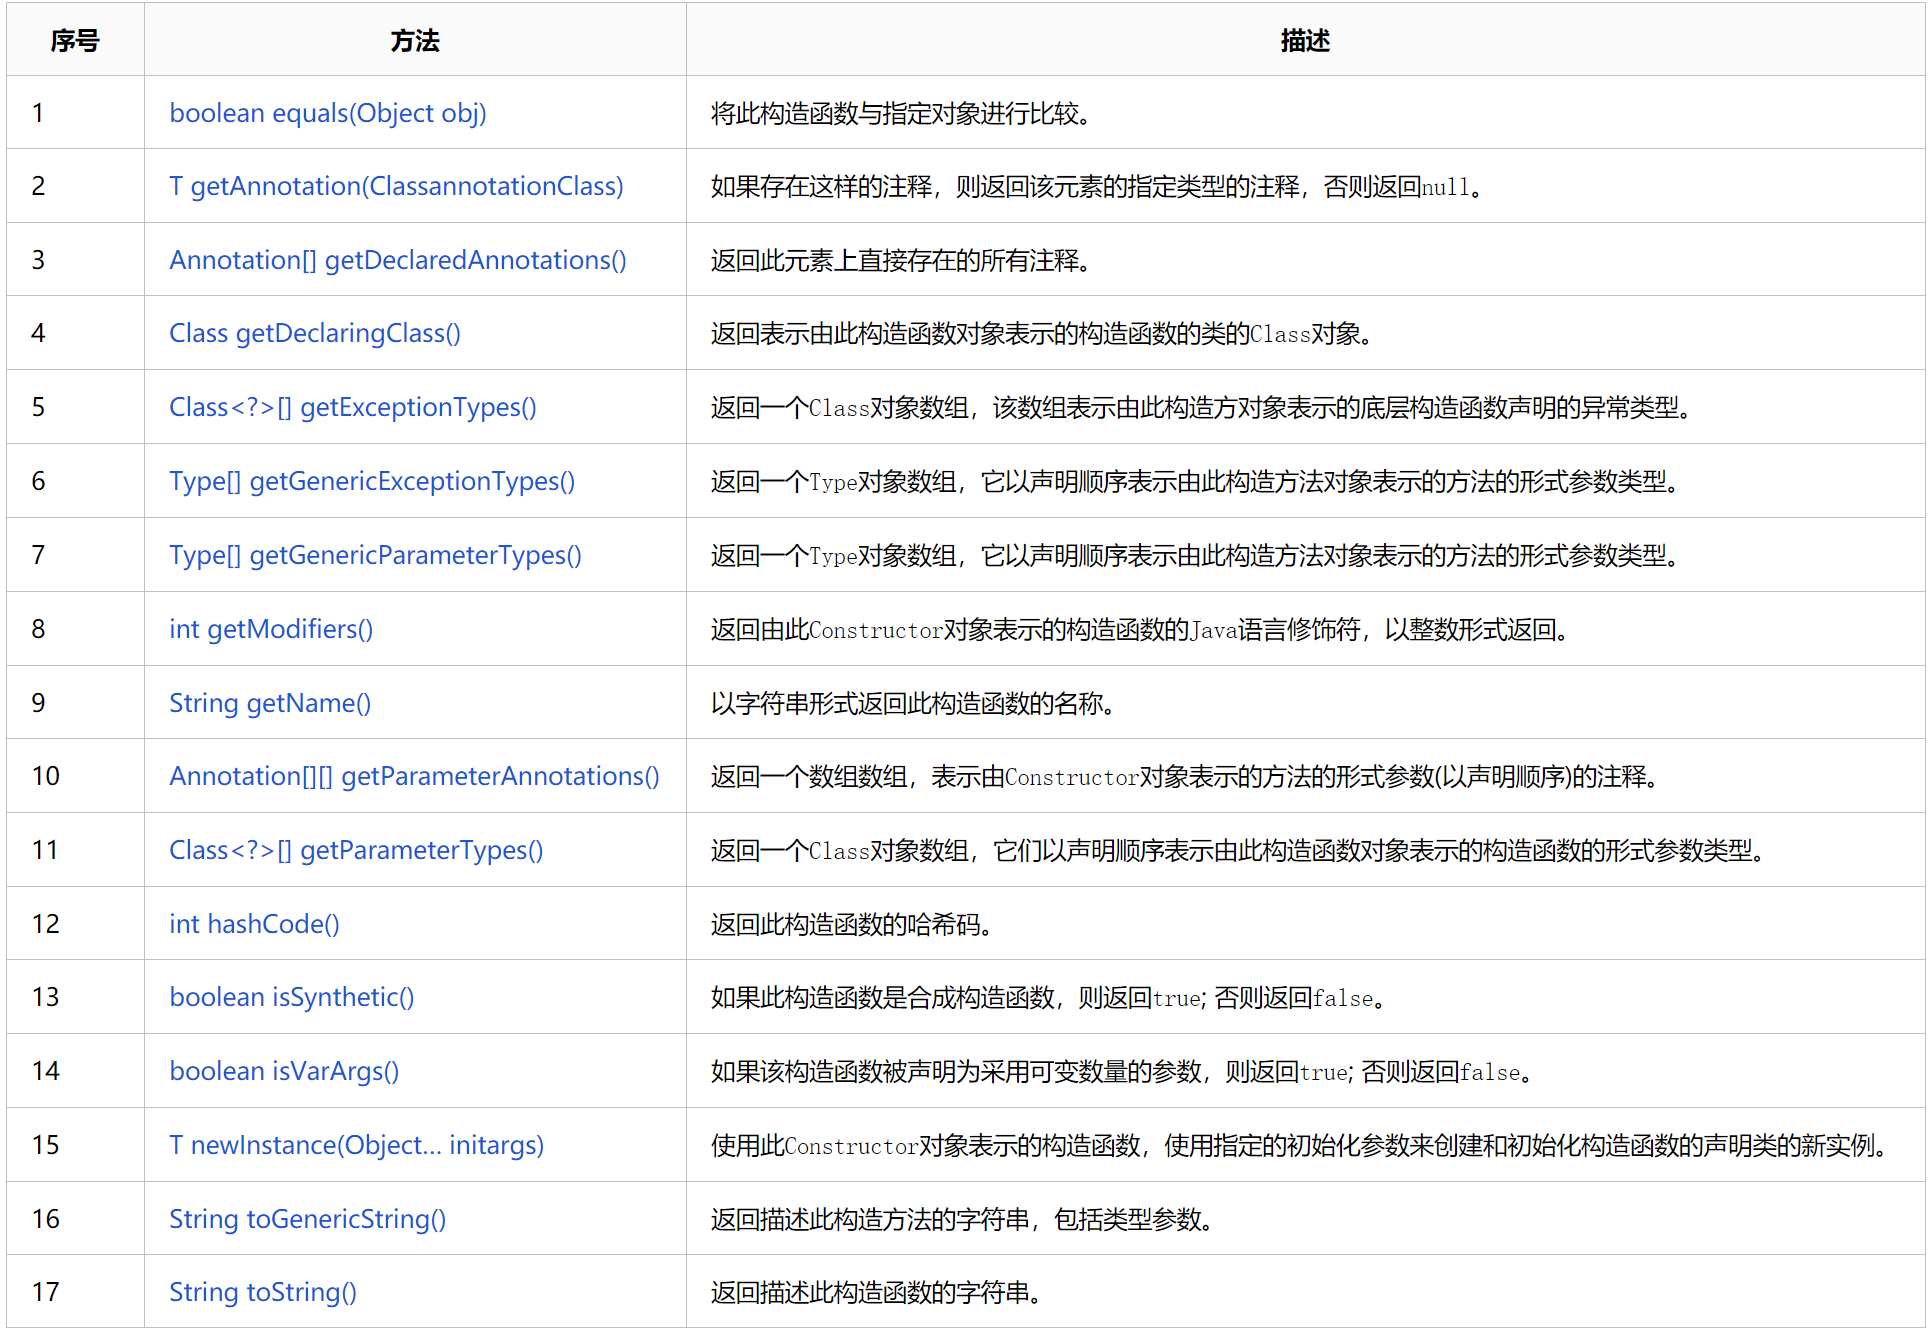 序号 方法 描述
1 boolean equals(Object obj) 将此构造函数与指定对象进行比较。
2 T getAnnotation(ClassannotationClass) 如果存在这样的注释，则返回该元素的指定类型的注释，否则返回null。
3 Annotation[] getDeclaredAnnotations() 返回此元素上直接存在的所有注释。
4 Class getDeclaringClass() 返回表示由此构造函数对象表示的构造函数的类的Class对象。
5 Class<?>[] getExceptionTypes() 返回一个Class对象数组，该数组表示由此构造方对象表示的底层构造函数声明的异常类型。
6 Type[] getGenericExceptionTypes() 返回一个Type对象数组，它以声明顺序表示由此构造方法对象表示的方法的形式参数类型。
7 Type[] getGenericParameterTypes() 返回一个Type对象数组，它以声明顺序表示由此构造方法对象表示的方法的形式参数类型。
8 int getModifiers() 返回由此Constructor对象表示的构造函数的Java语言修饰符，以整数形式返回。
9 String getName() 以字符串形式返回此构造函数的名称。
10 Annotation[][] getParameterAnnotations() 返回一个数组数组，表示由Constructor对象表示的方法的形式参数(以声明顺序)的注释。
11 Class<?>[] getParameterTypes() 返回一个Class对象数组，它们以声明顺序表示由此构造函数对象表示的构造函数的形式参数类型。
12 int hashCode() 返回此构造函数的哈希码。
13 boolean isSynthetic() 如果此构造函数是合成构造函数，则返回true; 否则返回false。
14 boolean isVarArgs() 如果该构造函数被声明为采用可变数量的参数，则返回true; 否则返回false。
15 T newInstance(Object... initargs) 使用此Constructor对象表示的构造函数，使用指定的初始化参数来创建和初始化构造函数的声明类的新实例。
16 String toGenericString() 返回描述此构造方法的字符串，包括类型参数。
17 String toString() 返回描述此构造函数的字符串。